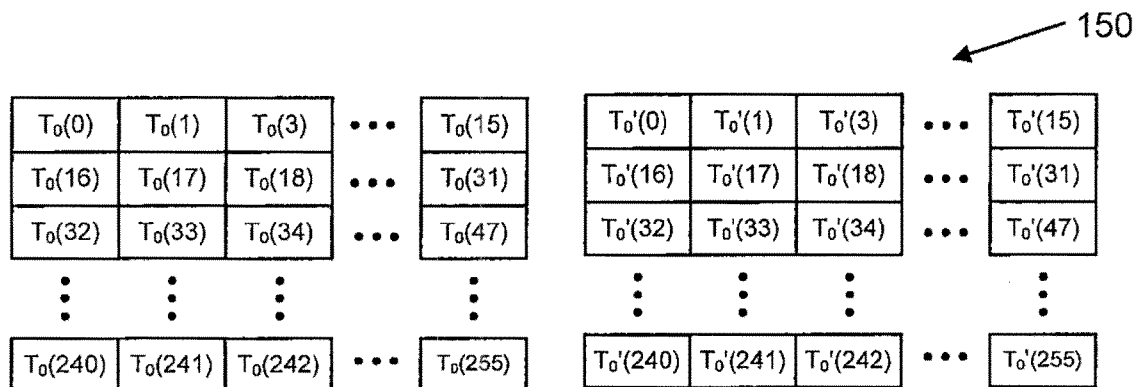 150
T₀(0) T₀(1) T₀(3) ••• T₀(15)
T₀(16) T₀(17) T₀(18) ••• T₀(31)
T₀(32) T₀(33) T₀(34) ••• T₀(47)
T₀(240) T₀(241) T₀(242) ••• T₀(255)
T₀'(0) T₀'(1) T₀'(3) ••• T₀'(15)
T₀'(16) T₀'(17) T₀'(18) ••• T₀'(31)
T₀'(32) T₀'(33) T₀'(34) ••• T₀'(47)
T₀'(240) T₀'(241) T₀'(242) ••• T₀'(255)